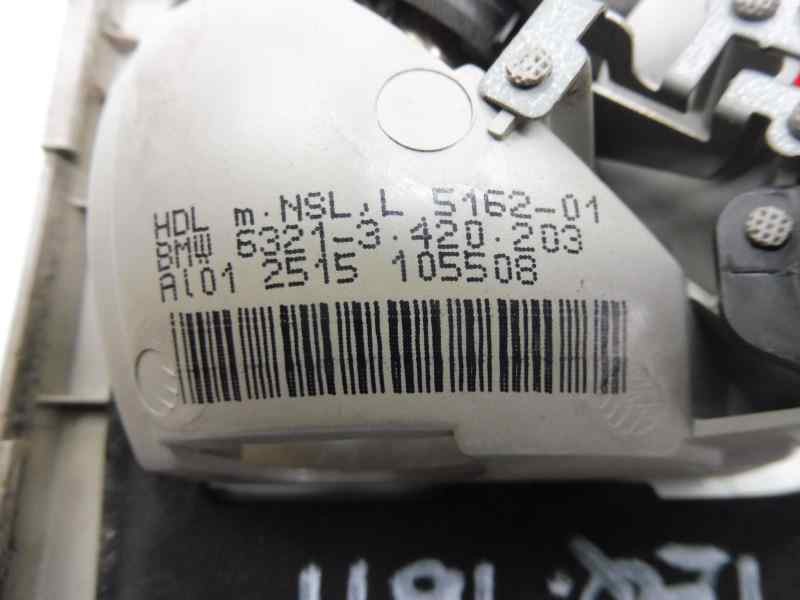 HDL m.NSL.L 5162-01
BMW 6321-3.420.203
Al01 2515 105508